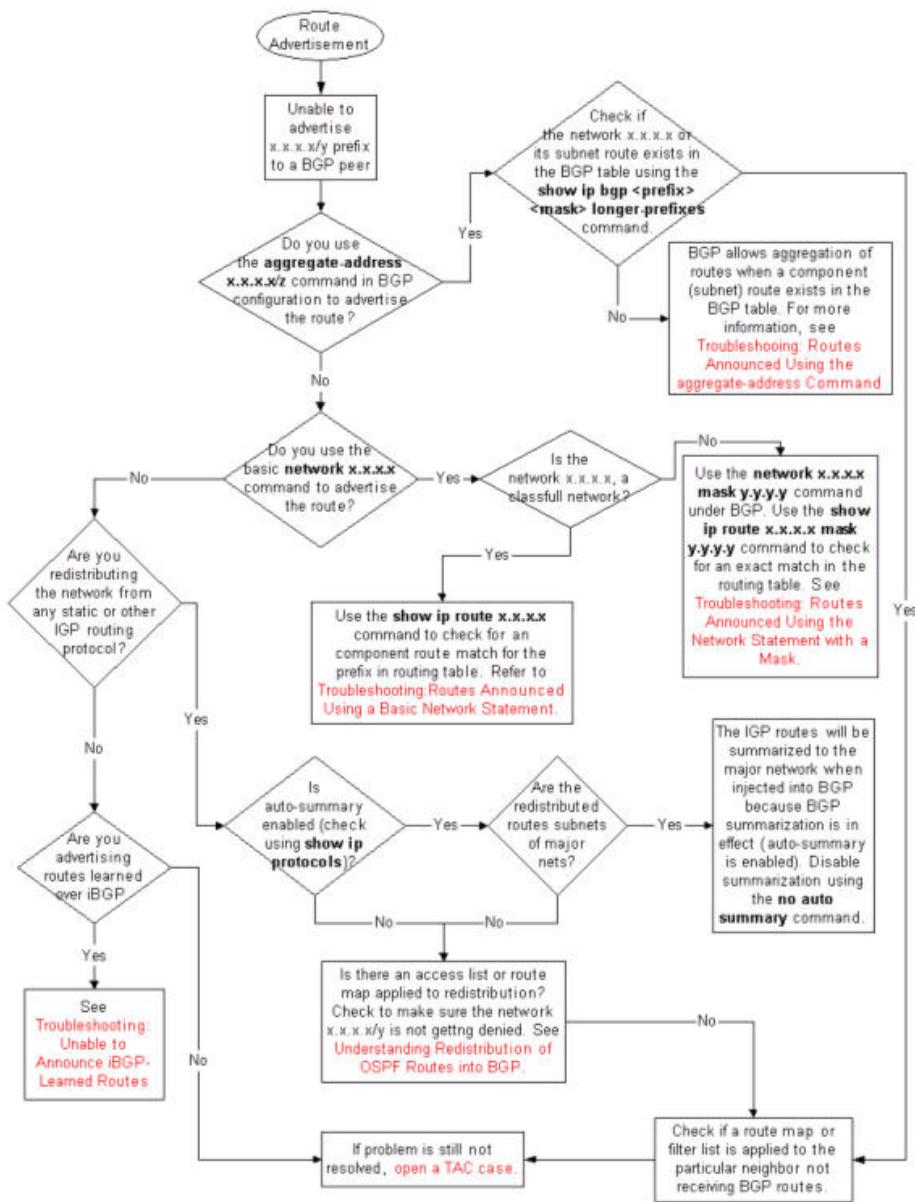 Route
Advertisement
Unable to
advertise
x.x.x.x/y prefix
to a BGP peer
Check if
the network x.x.x.x or
its subnet route exists in
the BGP table using the
show ip bgp <prefix>
<mask> longer-prefixes
command.
Yes
Do you use
the aggregate-address
x.x.x.x/z command in BGP
configuration to advertise
the route?
BGP allows aggregation of
routes when a component
(subnet) route exists in the
BGP table. For more
information, see
Troubleshooing: Routes
Announced Using the
aggregate-address Command
No
No
Do you use the
basic network x.x.x.x
command to advertise
the route?
No
Yes
Is the
network x.x.x.x, a
classfull network?
No
Use the network x.x.x.x
mask y.y.y.y command
under BGP. Use the show
ip route x.x.x.x mask
y.y.y.y command to check
for an exact match in the
routing table. See
Troubleshooting: Routes
Announced Using the
Network Statement with a
Mask.
Yes
Yes
Are you
redistributing
the network from
any static or other
IGP routing
protocol?
Use the show ip route x.x.x.x
command to check for an
component route match for the
prefix in routing table. Refer to
Troubleshooting:Routes Announced
Using a Basic Network Statement.
Yes
No
Is
auto-summary
enabled (check
using show ip
protocols)?
Yes
Are the
redistributed
routes subnets
of major
nets?
Yes
The IGP routes will be
summarized to the
major network when
injected into BGP
because BGP
summarization is in
effect (auto-summary
is enabled). Disable
summarization using
the no auto
summary command.
Are you
advertising
routes learned
over iBGP
No
No
Yes
See
Troubleshooting:
Unable to
Announce iBGP-
Learned Routes
No
Is there an access list or route
map applied to redistribution?
Check to make sure the network
x.x.x.x/y is not gettng denied. See
Understanding Redistribution of
OSPF Routes into BGP.
No
If problem is still not
resolved, open a TAC case.
Check if a route map or
filter list is applied to the
particular neighbor not
receiving BGP routes.